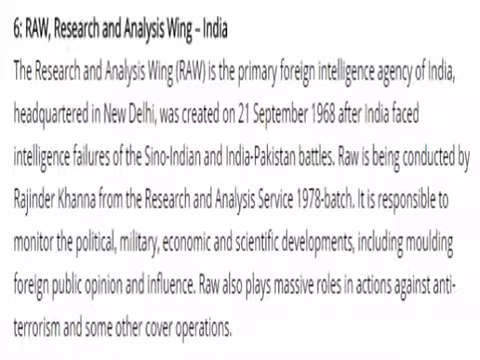 6: RAW, Research and Analysis Wing – India
The Research and Analysis Wing (RAW) is the primary foreign intelligence agency of India,
headquartered in New Delhi, was created on 21 September 1968 after India faced
intelligence failures of the Sino-Indian and India-Pakistan battles. Raw is being conducted by
Rajinder Khanna from the Research and Analysis Service 1978-batch. It is responsible to
monitor the political, military, economic and scientific developments, including moulding
foreign public opinion and influence. Raw also plays massive roles in actions against anti-
terrorism and some other cover operations.